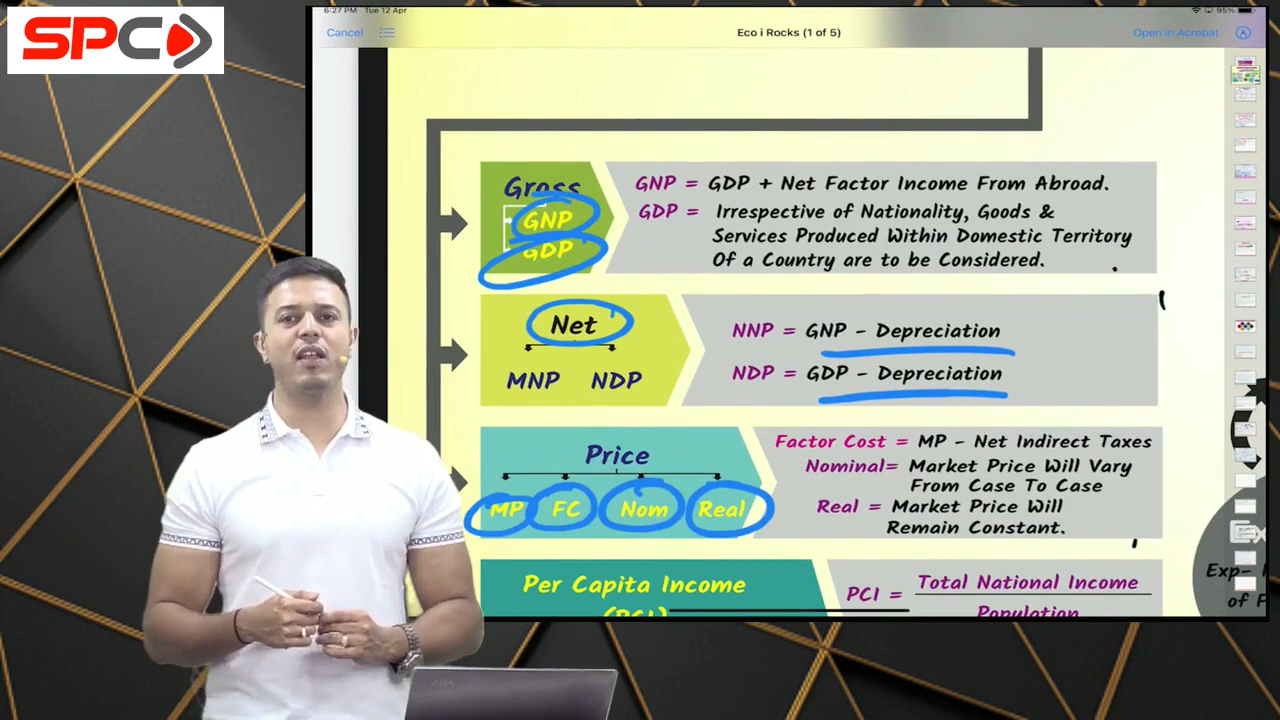 SPC
6:27 PM Tue 12 Apr
95%
Cancel
Eco i Rocks (1 of 5)
Open in Acrobat
Gross
GNP
GDP
GNP = GDP + Net Factor Income From Abroad.
GDP = Irrespective of Nationality, Goods &
Services Produced Within Domestic Territory
Of a Country are to be Considered.
Net
MNP NDP
NNP = GNP - Depreciation
NDP = GDP - Depreciation
Price
MP FC Nom Real
Factor Cost = MP - Net Indirect Taxes
Nominal= Market Price Will Vary
From Case To Case
Real = Market Price Will
Remain Constant.
Per Capita Income
(PCI)
PCI = Total National Income
Population
Exp-
of F